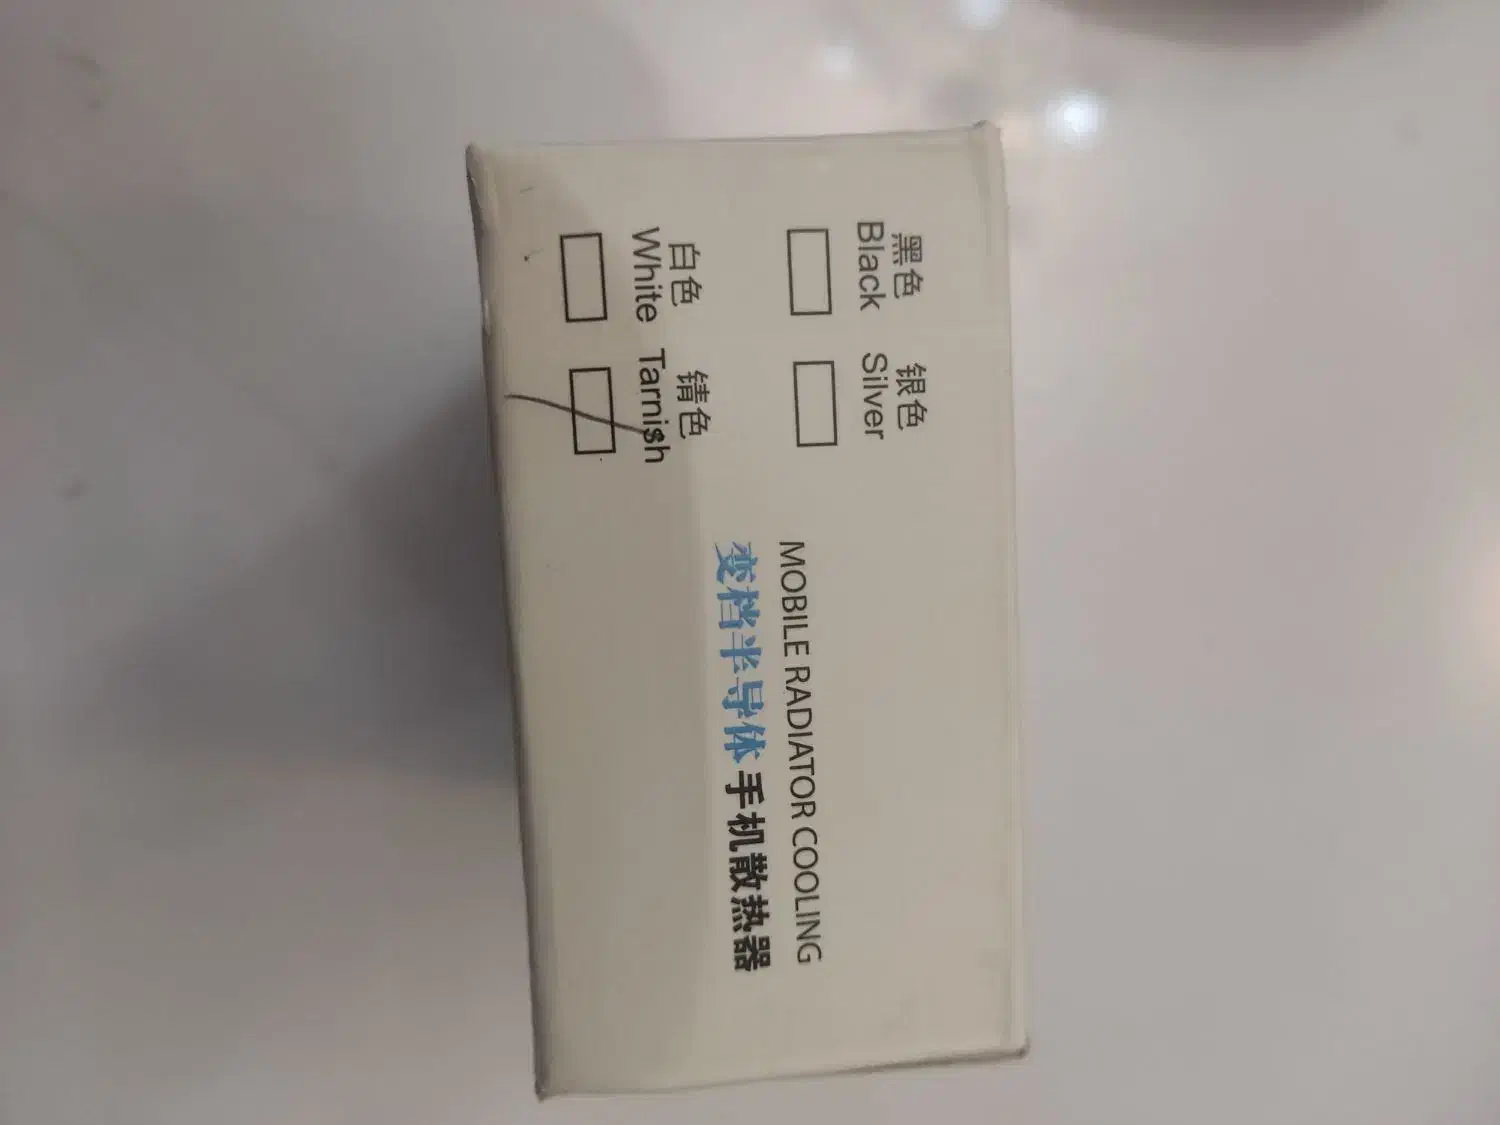 黑色 银色
Black Silver
白色 锖色
White Tarnish
MOBILE RADIATOR COOLING
变档半导体手机散热器